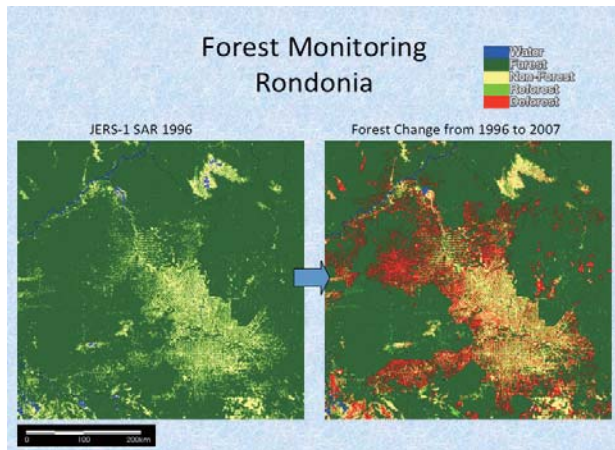 Forest Monitoring
Rondonia
Water
Forest
Non-Forest
Reforest
Deforest
JERS-1 SAR 1996
Forest Change from 1996 to 2007
0 100 200km